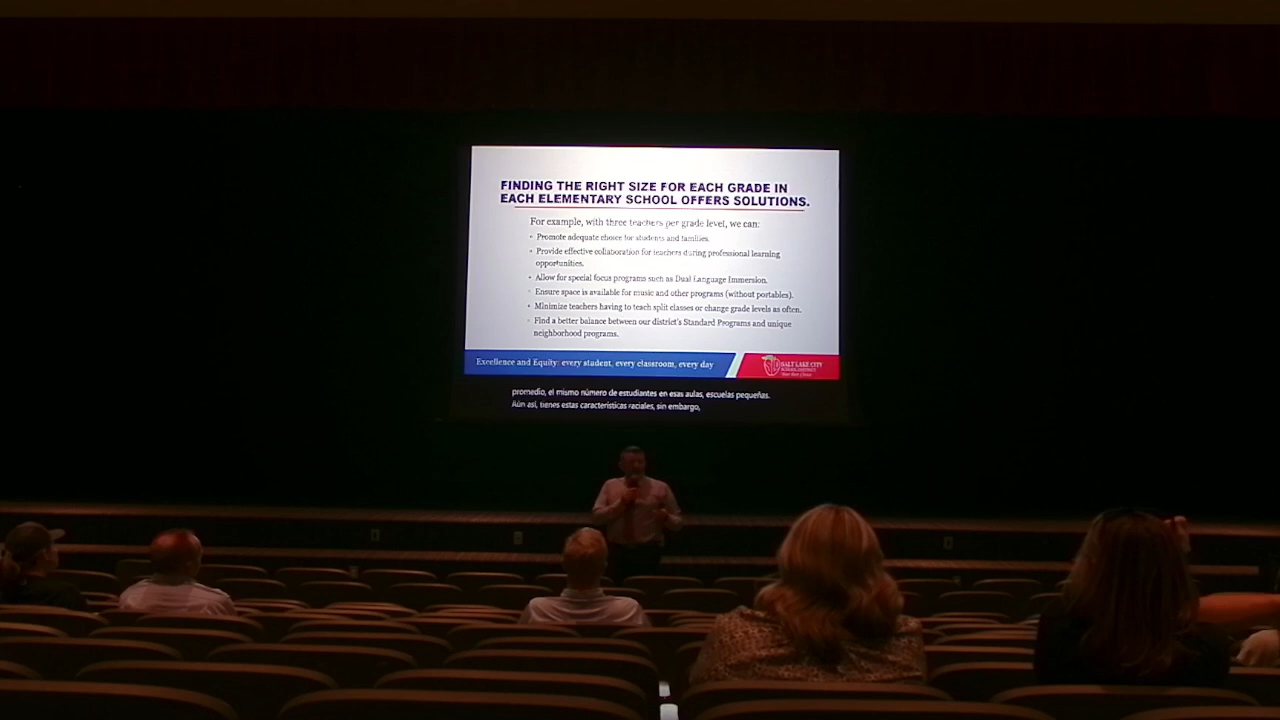 FINDING THE RIGHT SIZE FOR EACH GRADE IN
EACH ELEMENTARY SCHOOL OFFERS SOLUTIONS.
For example, with three teachers per grade level, we can:
• Promote adequate choice for students and families.
• Provide effective collaboration for teachers during professional learning
opportunities.
• Allow for special focus programs such as Dual Language Immersion.
• Ensure space is available for music and other programs (without portables).
• Minimize teachers having to teach split classes or change grade levels as often.
• Find a better balance between our district's Standard Programs and unique
neighborhood programs.
Excellence and Equity: every student, every classroom, every day
SALT LAKE CITY
SCHOOL DISTRICT
Your Best Choice
promedio, el mismo número de estudiantes en esas aulas, escuelas pequeñas.
Aún así, tienes estas características raciales, sin embargo,